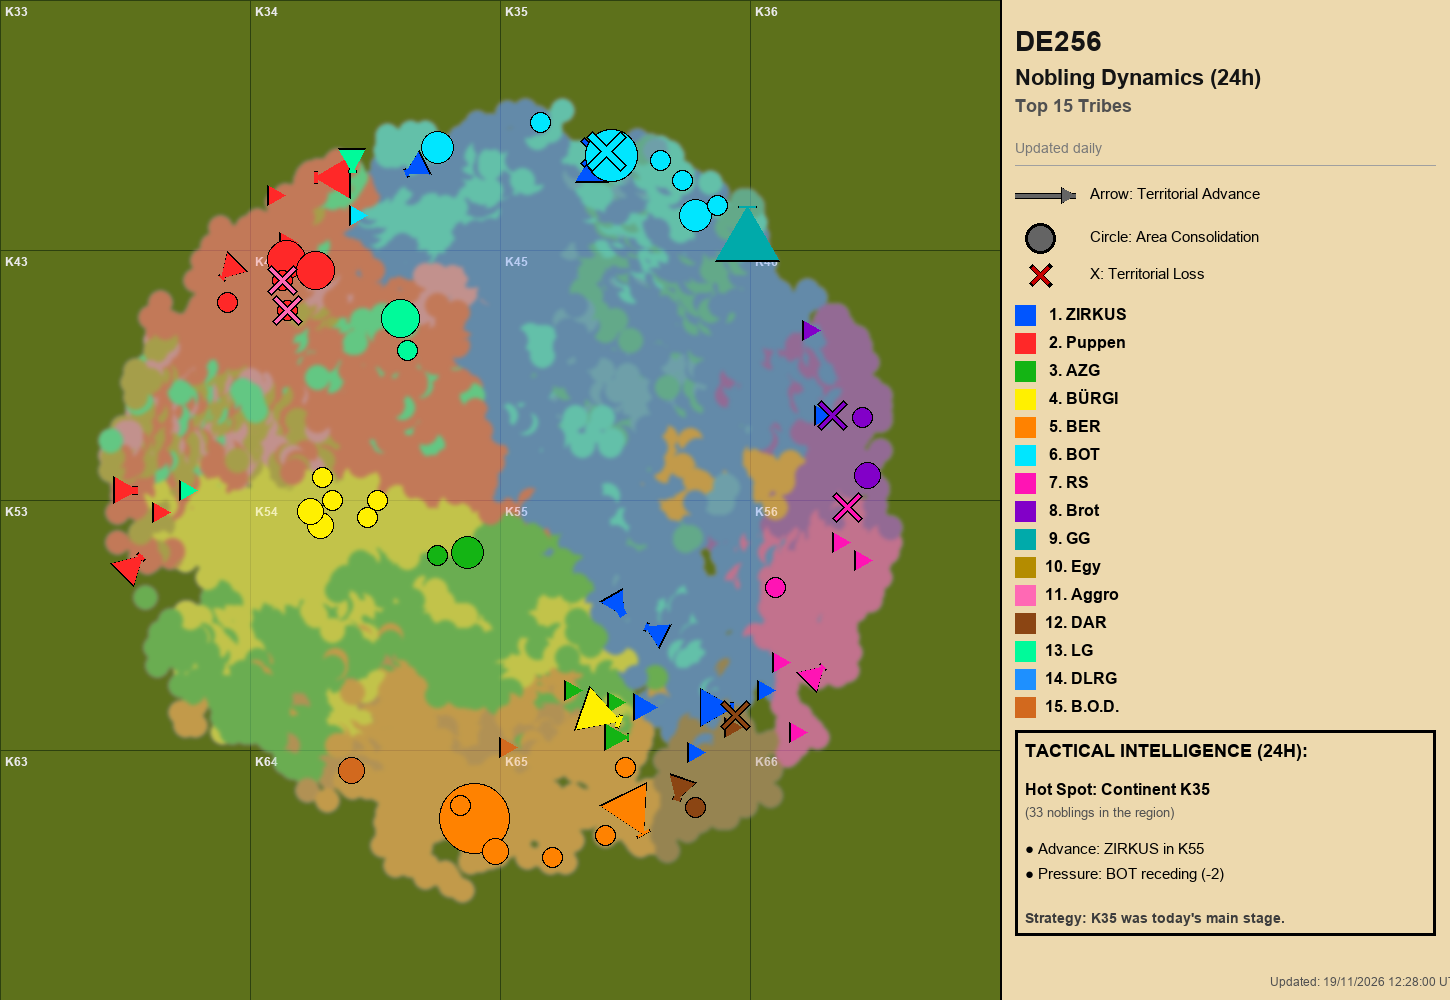 K33
K34
K35
K36
K43
K45
K53
K54
K55
K56
K63
K64
K65
K66
DE256
Nobling Dynamics (24h)
Top 15 Tribes
Updated daily
Arrow: Territorial Advance
Circle: Area Consolidation
X: Territorial Loss
1. ZIRKUS
2. Puppen
3. AZG
4. BÜRGI
5. BER
6. BOT
7. RS
8. Brot
9. GG
10. Egy
11. Aggro
12. DAR
13. LG
14. DLRG
15. B.O.D.
TACTICAL INTELLIGENCE (24H):
Hot Spot: Continent K35
(33 noblings in the region)
● Advance: ZIRKUS in K55
● Pressure: BOT receding (-2)
Strategy: K35 was today's main stage.
Updated: 19/11/2026 12:28:00